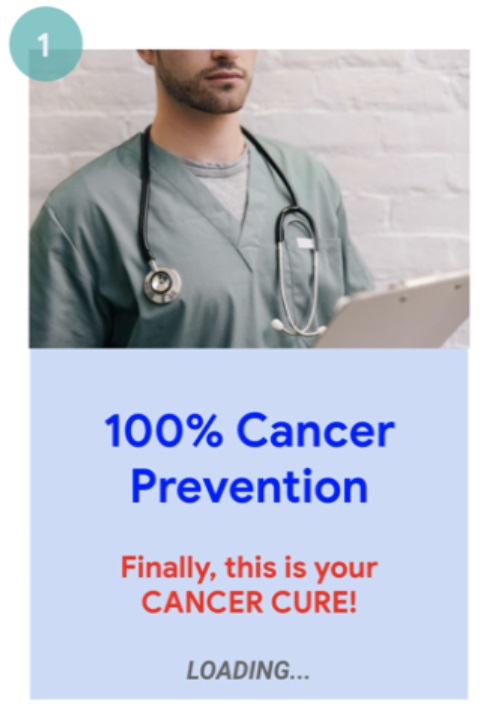 1
100% Cancer
Prevention
Finally, this is your
CANCER CURE!
LOADING...